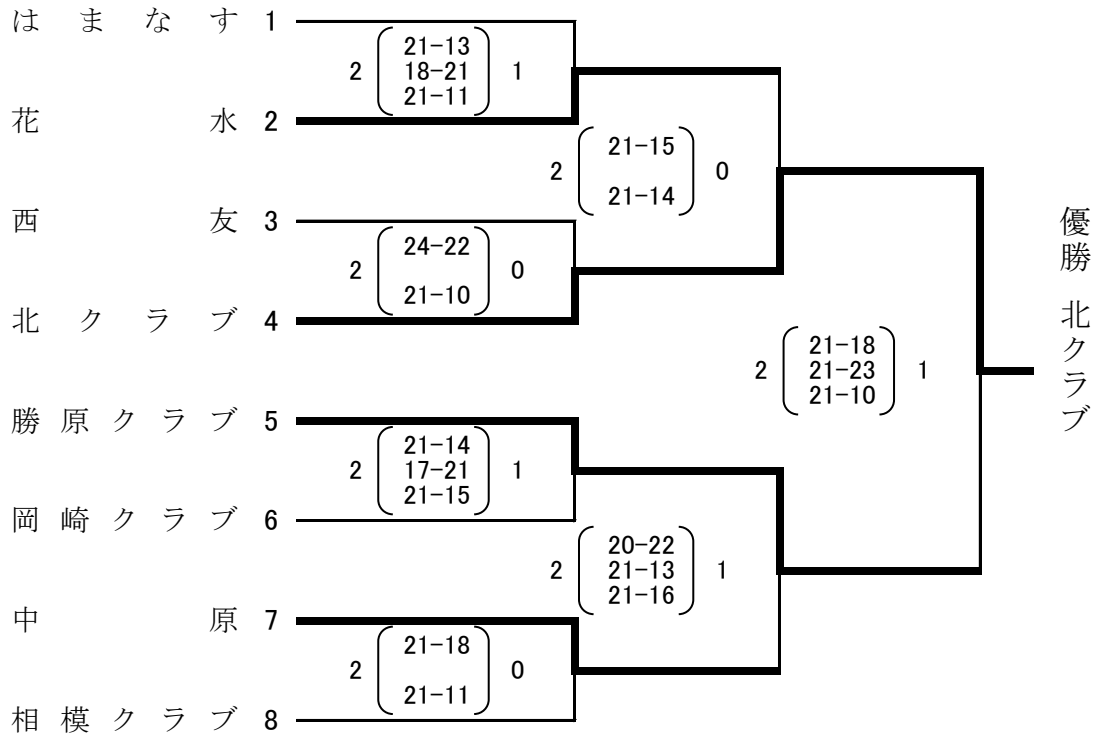 はまなす 1
2 21-13 1
18-21
21-11
花水 2
2 21-15 0
21-14
西友 3
2 24-22 0
21-10
北クラブ 4
2 21-18 1
21-23
21-10
優勝 北クラブ
勝原クラブ 5
2 21-14 1
17-21
21-15
岡崎クラブ 6
2 20-22 1
21-13
21-16
中原 7
2 21-18 0
21-11
相模クラブ 8